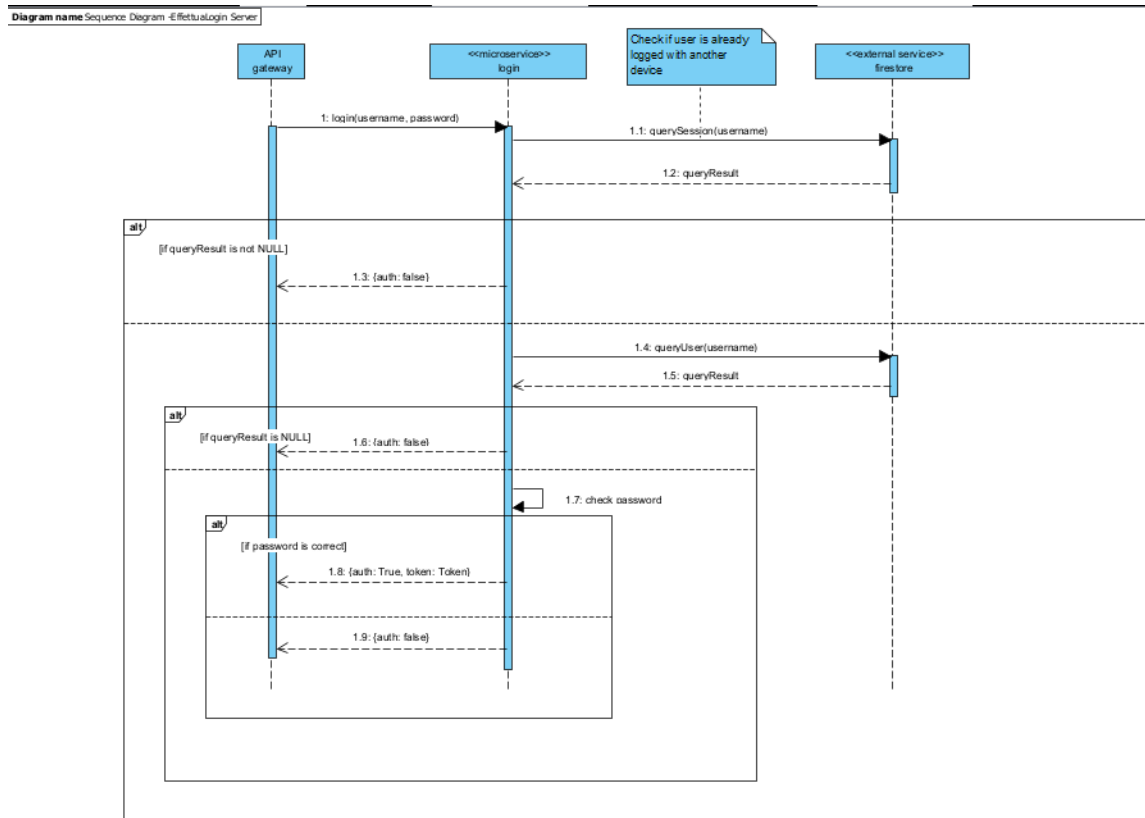 Diagram name Sequence Diagram -EffettuaLogin Server
API
gateway
<<microservice>>
login
Check if user is already
logged with another
device
<<external service>>
firestore
1: login(username, password)
1.1: querySession(username)
1.2: queryResult
alt
[if queryResult is not NULL]
1.3: {auth: false}
1.4: queryUser(username)
1.5: queryResult
alt
[if queryResult is NULL]
1.6: {auth: false}
1.7: check password
alt
[if password is correct]
1.8: {auth: True, token: Token}
1.9: {auth: false}